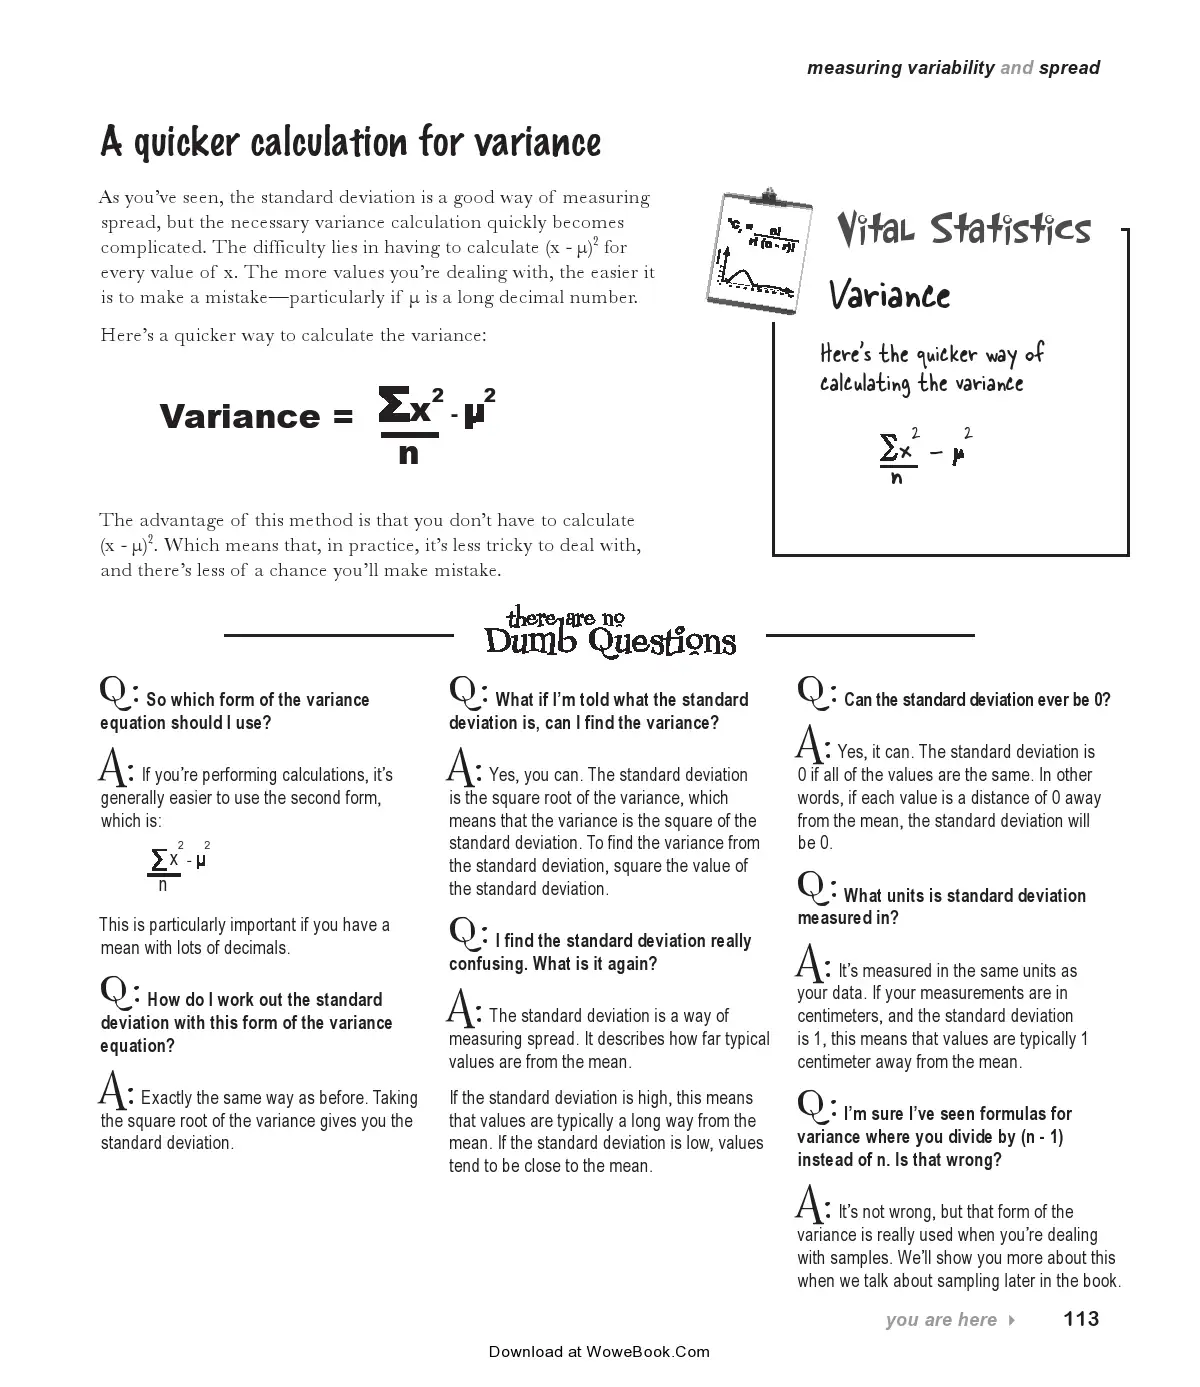 measuring variability and spread
A quicker calculation for variance
As you’ve seen, the standard deviation is a good way of measuring
spread, but the necessary variance calculation quickly becomes
complicated. The difficulty lies in having to calculate (x - μ)² for
every value of x. The more values you’re dealing with, the easier it
is to make a mistake—particularly if μ is a long decimal number.
Here’s a quicker way to calculate the variance:
Variance = Σx² - μ²
n
The advantage of this method is that you don’t have to calculate
(x - μ)². Which means that, in practice, it’s less tricky to deal with,
and there’s less of a chance you’ll make mistake.
ⁿCᵣ = n!
r! (n - r)!
Vital Statistics
Variance
Here’s the quicker way of
calculating the variance
Σx² - μ²
n
there are no
Dumb Questions
Q: So which form of the variance
equation should I use?
A: If you’re performing calculations, it’s
generally easier to use the second form,
which is:
Σx² - μ²
n
This is particularly important if you have a
mean with lots of decimals.
Q: How do I work out the standard
deviation with this form of the variance
equation?
A: Exactly the same way as before. Taking
the square root of the variance gives you the
standard deviation.
Q: What if I’m told what the standard
deviation is, can I find the variance?
A: Yes, you can. The standard deviation
is the square root of the variance, which
means that the variance is the square of the
standard deviation. To find the variance from
the standard deviation, square the value of
the standard deviation.
Q: I find the standard deviation really
confusing. What is it again?
A: The standard deviation is a way of
measuring spread. It describes how far typical
values are from the mean.
If the standard deviation is high, this means
that values are typically a long way from the
mean. If the standard deviation is low, values
tend to be close to the mean.
Q: Can the standard deviation ever be 0?
A: Yes, it can. The standard deviation is
0 if all of the values are the same. In other
words, if each value is a distance of 0 away
from the mean, the standard deviation will
be 0.
Q: What units is standard deviation
measured in?
A: It’s measured in the same units as
your data. If your measurements are in
centimeters, and the standard deviation
is 1, this means that values are typically 1
centimeter away from the mean.
Q: I’m sure I’ve seen formulas for
variance where you divide by (n - 1)
instead of n. Is that wrong?
A: It’s not wrong, but that form of the
variance is really used when you’re dealing
with samples. We’ll show you more about this
when we talk about sampling later in the book.
you are here ▸ 113
Download at WoweBook.Com